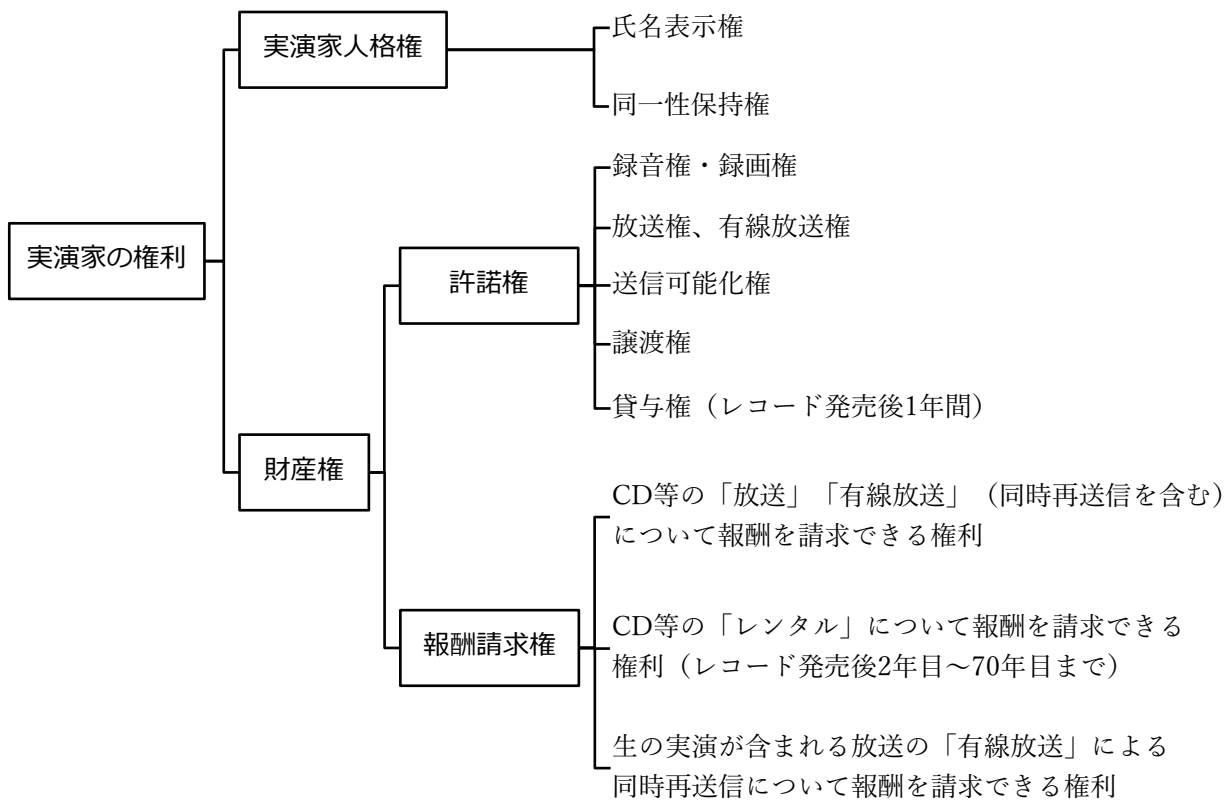 実演家人格権
氏名表示権
同一性保持権
録音権・録画権
放送権、有線放送権
実演家の権利
許諾権
送信可能化権
譲渡権
貸与権（レコード発売後1年間）
財産権
CD等の「放送」「有線放送」（同時再送信を含む）
について報酬を請求できる権利
報酬請求権
CD等の「レンタル」について報酬を請求できる
権利（レコード発売後2年目～70年目まで）
生の実演が含まれる放送の「有線放送」による
同時再送信について報酬を請求できる権利